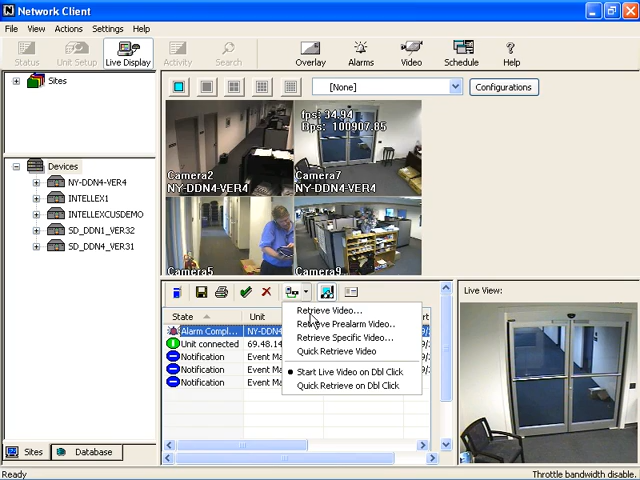 Network Client
File View Actions Settings Help
Status Unit Setup Live Display Activity Search Overlay Alarms Video Schedule Help
Sites
[None] Configurations
fps: 34.94
Bps: 100907.85
Camera2 Camera7
NY-DDN4-VER4 NY-DDN4-VER4
Devices
NY-DDN4-VER4
INTELLEX1
INTELLEXCUSDEMO
SD_DDN1_VER32
SD_DDN4_VER31
Camera5 Camera9
Live View:
State Unit
Alarm Compl... NY-DDN4
Unit connected 69.48.14
Notification Event Ma
Notification Event Ma
Notification Event Ma
Retrieve Video...
Retrieve Prealarm Video..
Retrieve Specific Video...
Quick Retrieve Video
Start Live Video on Dbl Click
Quick Retrieve on Dbl Click
Sites Database
Ready Throttle bandwidth disable.